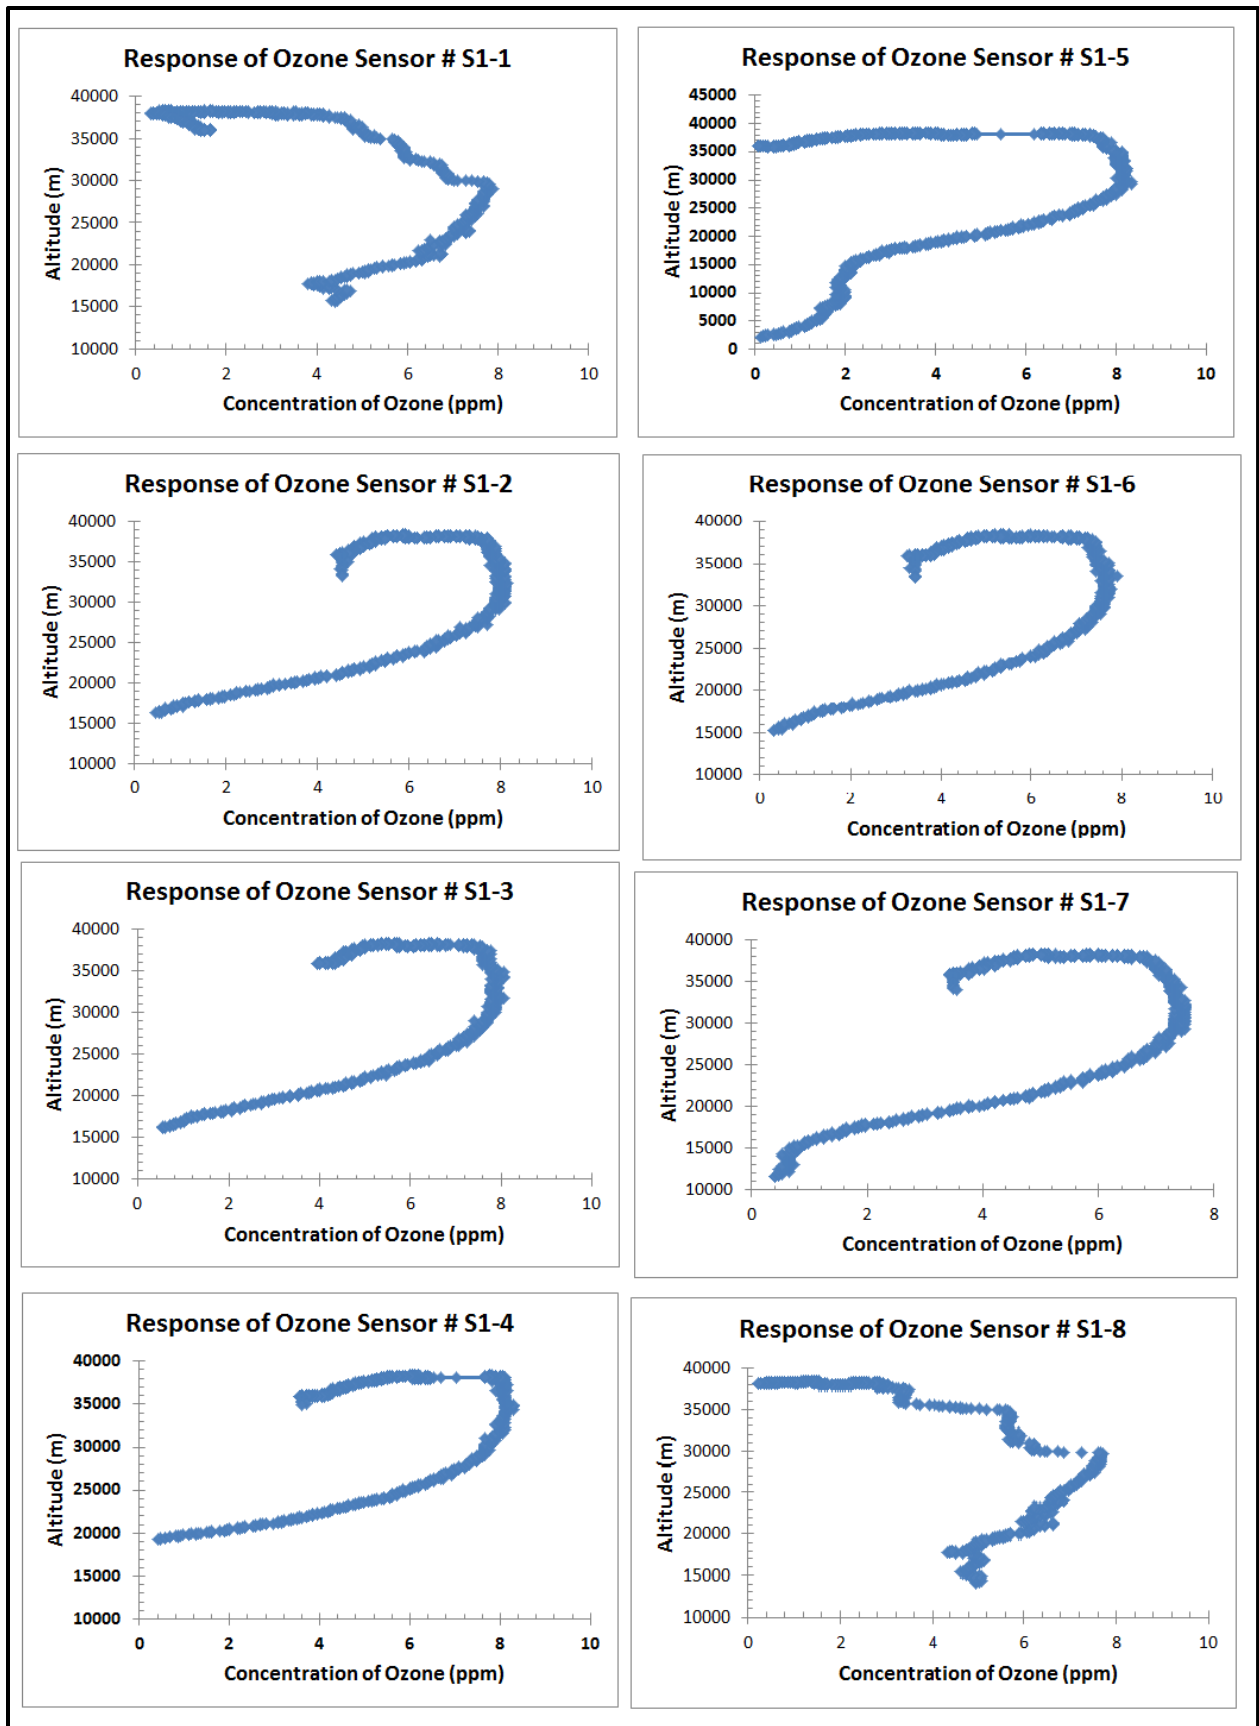 Response of Ozone Sensor # S1-1
40000
35000
30000
25000
20000
15000
10000
Altitude (m)
0 2 4 6 8 10
Concentration of Ozone (ppm)
Response of Ozone Sensor # S1-5
45000
40000
35000
30000
25000
20000
15000
10000
5000
0
Altitude (m)
0 2 4 6 8 10
Concentration of Ozone (ppm)
Response of Ozone Sensor # S1-2
40000
35000
30000
25000
20000
15000
10000
Altitude (m)
0 2 4 6 8 10
Concentration of Ozone (ppm)
Response of Ozone Sensor # S1-6
40000
35000
30000
25000
20000
15000
10000
Altitude (m)
0 2 4 6 8 10
Concentration of Ozone (ppm)
Response of Ozone Sensor # S1-3
40000
35000
30000
25000
20000
15000
10000
Altitude (m)
0 2 4 6 8 10
Concentration of Ozone (ppm)
Response of Ozone Sensor # S1-7
40000
35000
30000
25000
20000
15000
10000
Altitude (m)
0 2 4 6 8
Concentration of Ozone (ppm)
Response of Ozone Sensor # S1-4
40000
35000
30000
25000
20000
15000
10000
Altitude (m)
0 2 4 6 8 10
Concentration of Ozone (ppm)
Response of Ozone Sensor # S1-8
40000
35000
30000
25000
20000
15000
10000
Altitude (m)
0 2 4 6 8 10
Concentration of Ozone (ppm)